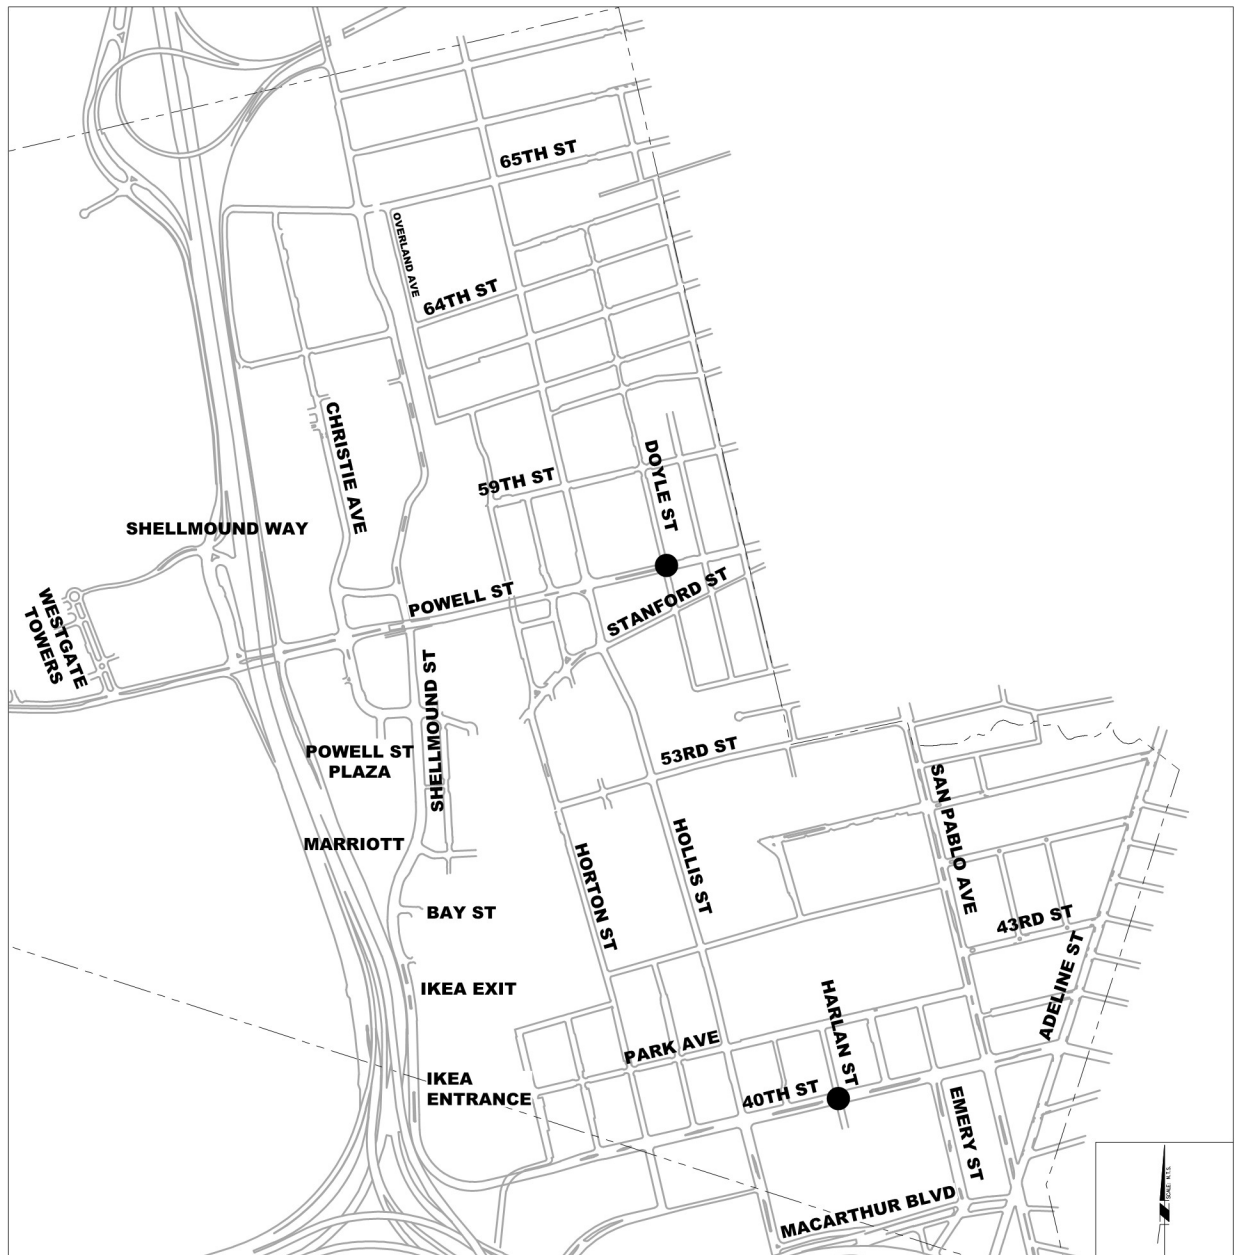 65TH ST
OVERLAND AVE
64TH ST
CHRISTIE AVE
DOYLE ST
59TH ST
SHELLMOUND WAY
POWELL ST
STANFORD ST
WESTGATE
TOWERS
SHELLMOUND ST
POWELL ST
PLAZA
53RD ST
SAN PABLO AVE
MARRIOTT
HOLLIS ST
HORTON ST
BAY ST
43RD ST
ADELINE ST
IKEA EXIT
HARLAN ST
PARK AVE
IKEA
ENTRANCE
40TH ST
EMERY ST
MACARTHUR BLVD
SCALE: N.T.S.